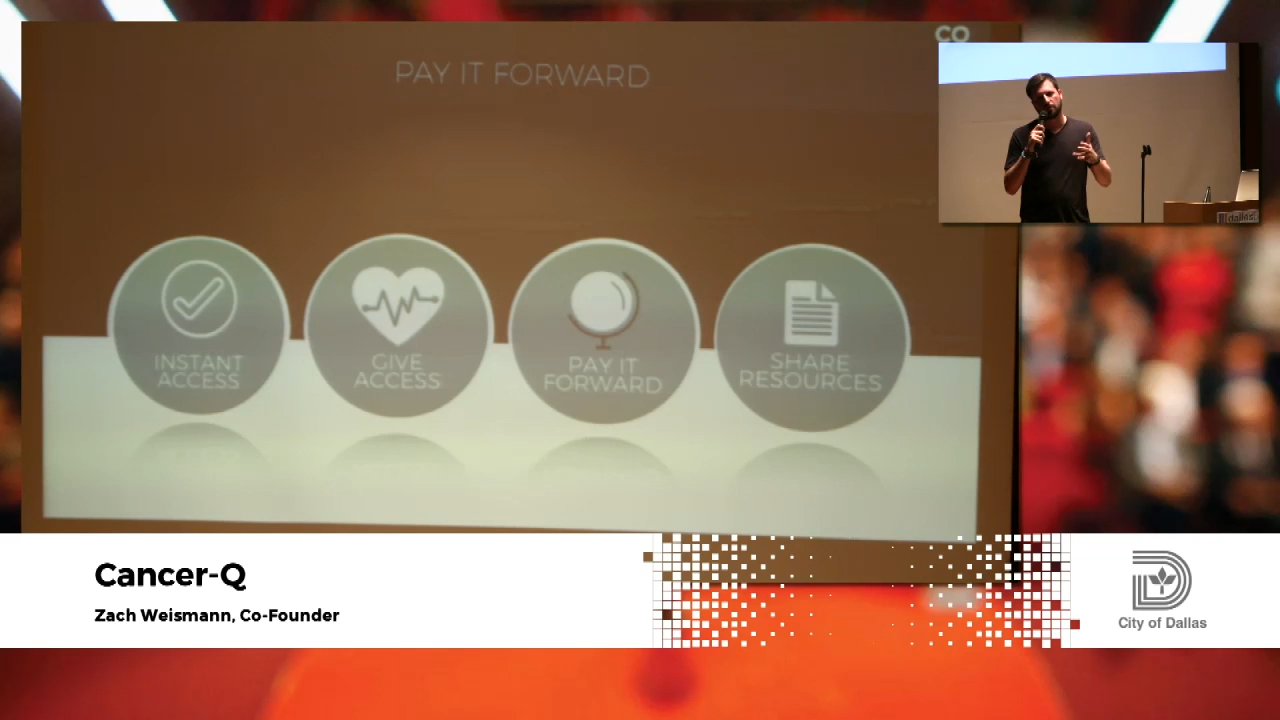 CO
PAY IT FORWARD
INSTANT
ACCESS
GIVE
ACCESS
PAY IT
FORWARD
SHARE
RESOURCES
dallas
Cancer-Q
Zach Weismann, Co-Founder
City of Dallas